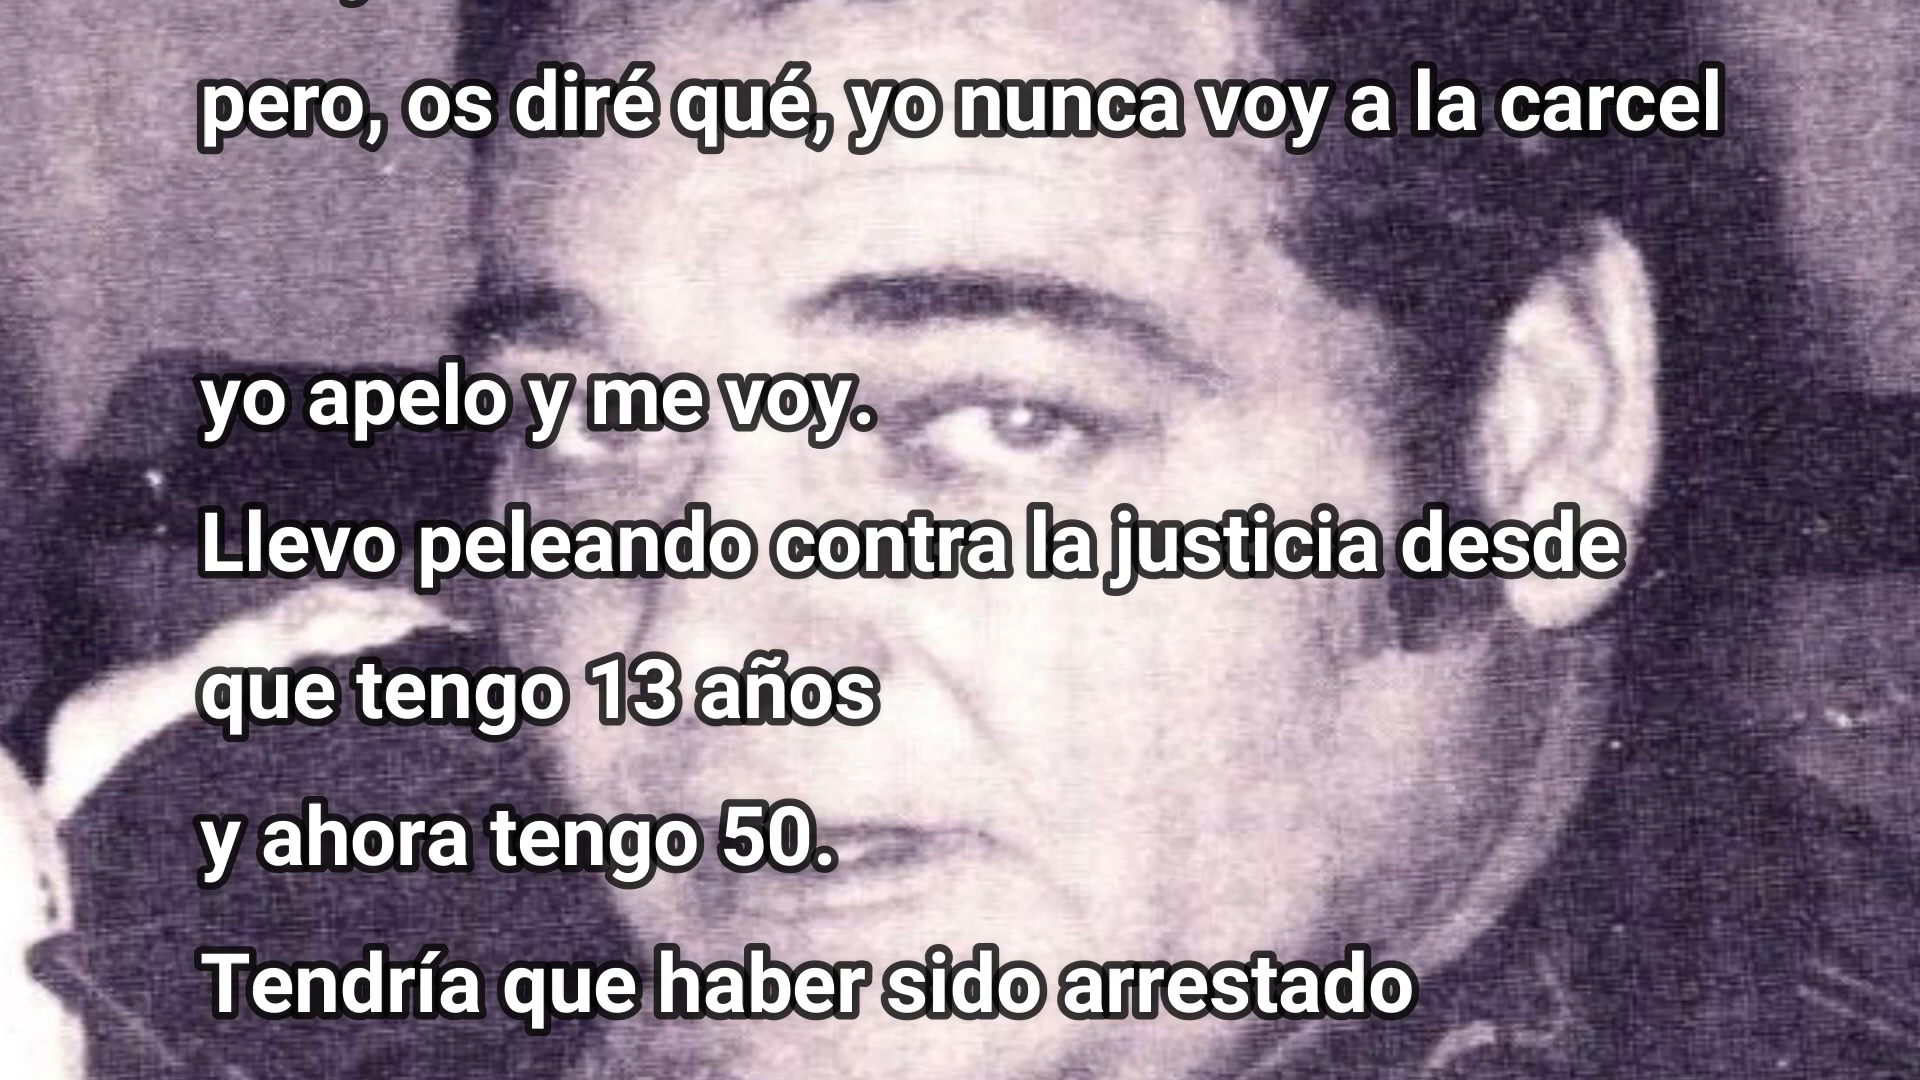 pero, os diré qué, yo nunca voy a la carcel
yo apelo y me voy.
Llevo peleando contra la justicia desde
que tengo 13 años
y ahora tengo 50.
Tendría que haber sido arrestado